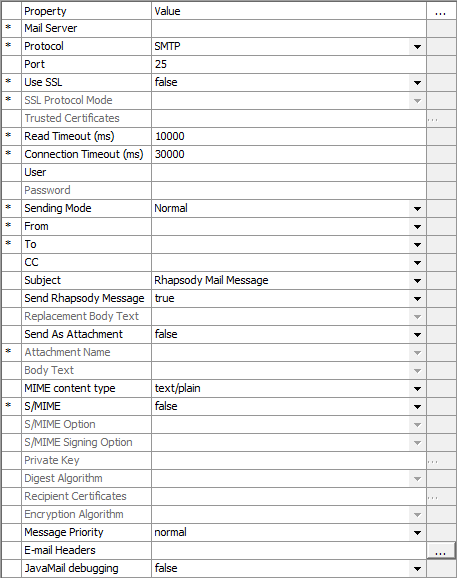 Property Value ...
* Mail Server
* Protocol SMTP
Port 25
* Use SSL false
* SSL Protocol Mode
Trusted Certificates ...
* Read Timeout (ms) 10000
* Connection Timeout (ms) 30000
User
Password
* Sending Mode Normal
* From
* To
CC
Subject Rhapsody Mail Message
Send Rhapsody Message true
Replacement Body Text
Send As Attachment false
* Attachment Name
Body Text
MIME content type text/plain
* S/MIME false
S/MIME Option
S/MIME Signing Option
Private Key ...
Digest Algorithm
Recipient Certificates ...
Encryption Algorithm
Message Priority normal
E-mail Headers ...
JavaMail debugging false